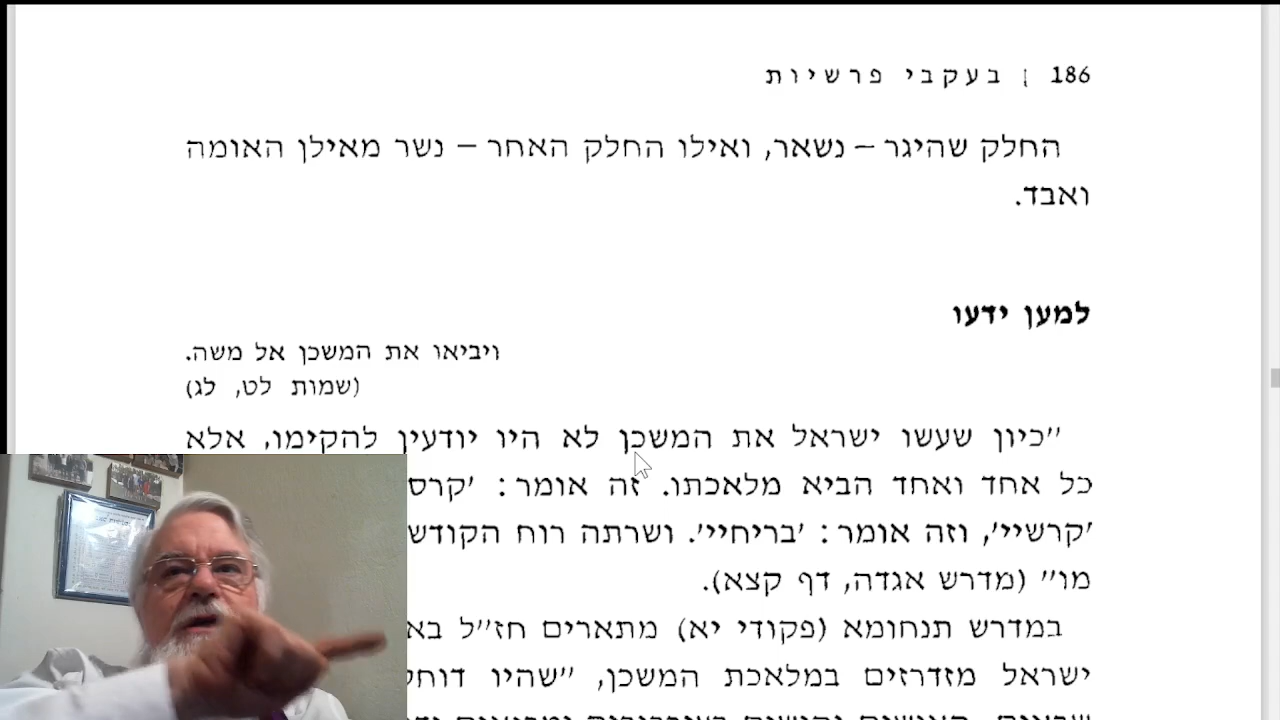 186 | בעקבי פרשיות
החלק שהיגר – נשאר, ואילו החלק האחר – נשר מאילן האומה
ואבד.
למען ידעו
ויביאו את המשכן אל משה.
(שמות לט, לג)
"כיון שעשו ישראל את המשכן לא היו יודעין להקימו, אלא
כל אחד ואחד הביא מלאכתו. זה אומר: 'קרס
'קרשיי', וזה אומר: 'בריחיי'. ושרתה רוח הקודש
מו" (מדרש אגדה, דף קצא).
במדרש תנחומא (פקודי יא) מתארים חז"ל בא
ישראל מזדרזים במלאכת המשכן, "שהיו דוחק